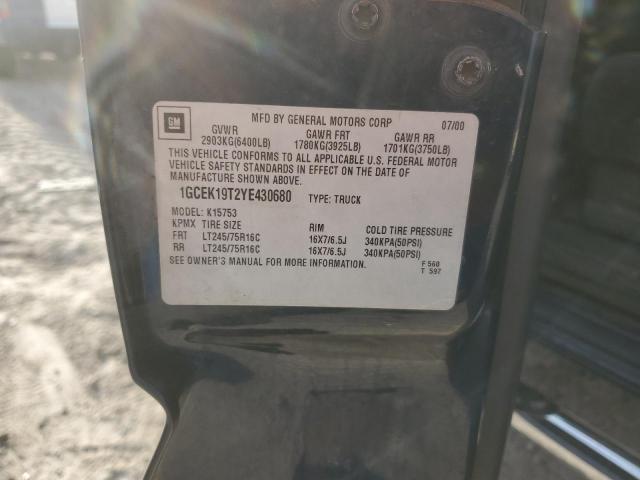 MFD BY GENERAL MOTORS CORP 07/00
GM
GVWR GAWR FRT GAWR RR
2903KG(6400LB) 1780KG(3925LB) 1701KG(3750LB)
THIS VEHICLE CONFORMS TO ALL APPLICABLE U.S. FEDERAL MOTOR
VEHICLE SAFETY STANDARDS IN EFFECT ON THE DATE OF
MANUFACTURE SHOWN ABOVE.
1GCEK19T2YE430680 TYPE: TRUCK
MODEL: K15753
KPMX TIRE SIZE RIM COLD TIRE PRESSURE
FRT LT245/75R16C 16X7/6.5J 340KPA(50PSI)
RR LT245/75R16C 16X7/6.5J 340KPA(50PSI)
SEE OWNER'S MANUAL FOR MORE INFORMATION. F 560
T 597